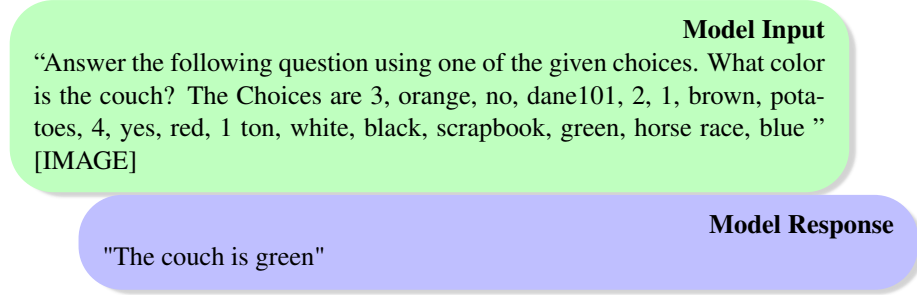 Model Input
“Answer the following question using one of the given choices. What color
is the couch? The Choices are 3, orange, no, dane101, 2, 1, brown, pota-
toes, 4, yes, red, 1 ton, white, black, scrapbook, green, horse race, blue ”
[IMAGE]
Model Response
"The couch is green"